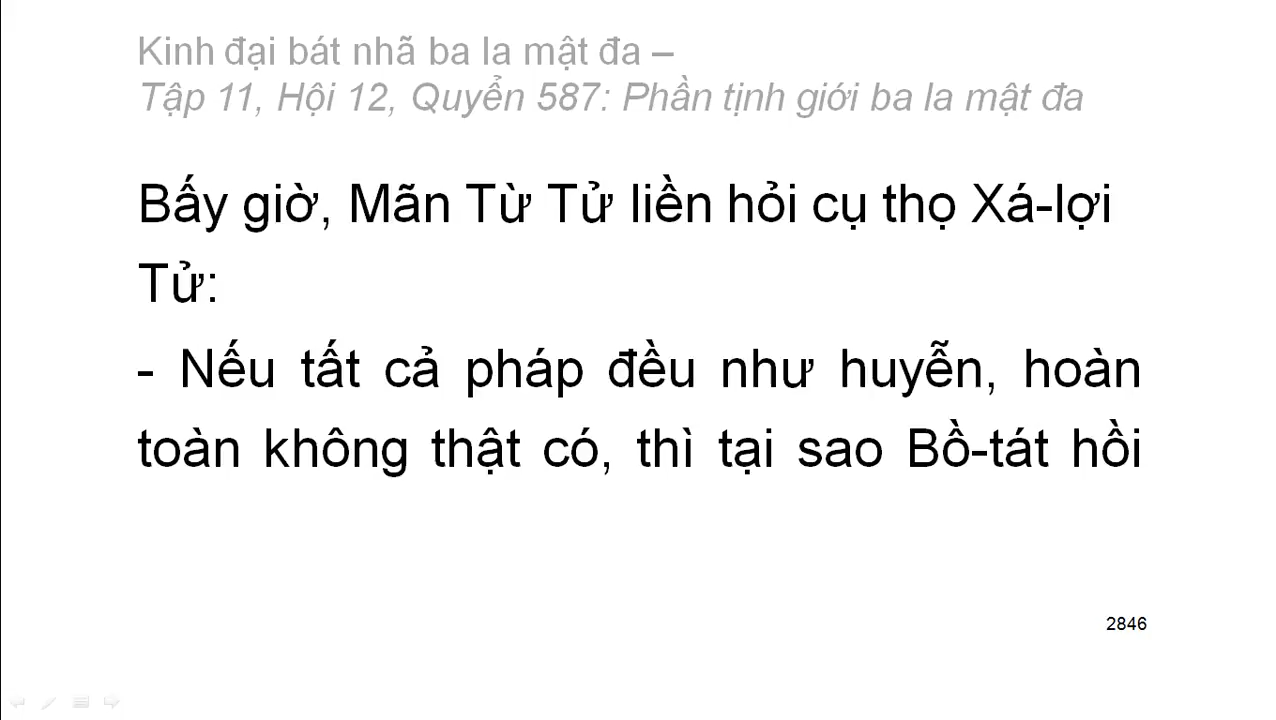 Kinh đại bát nhã ba la mật đa –
Tập 11, Hội 12, Quyển 587: Phần tịnh giới ba la mật đa
Bấy giờ, Mãn Từ Tử liền hỏi cụ thọ Xá-lợi
Tử:
- Nếu tất cả pháp đều như huyễn, hoàn
toàn không thật có, thì tại sao Bồ-tát hồi
2846